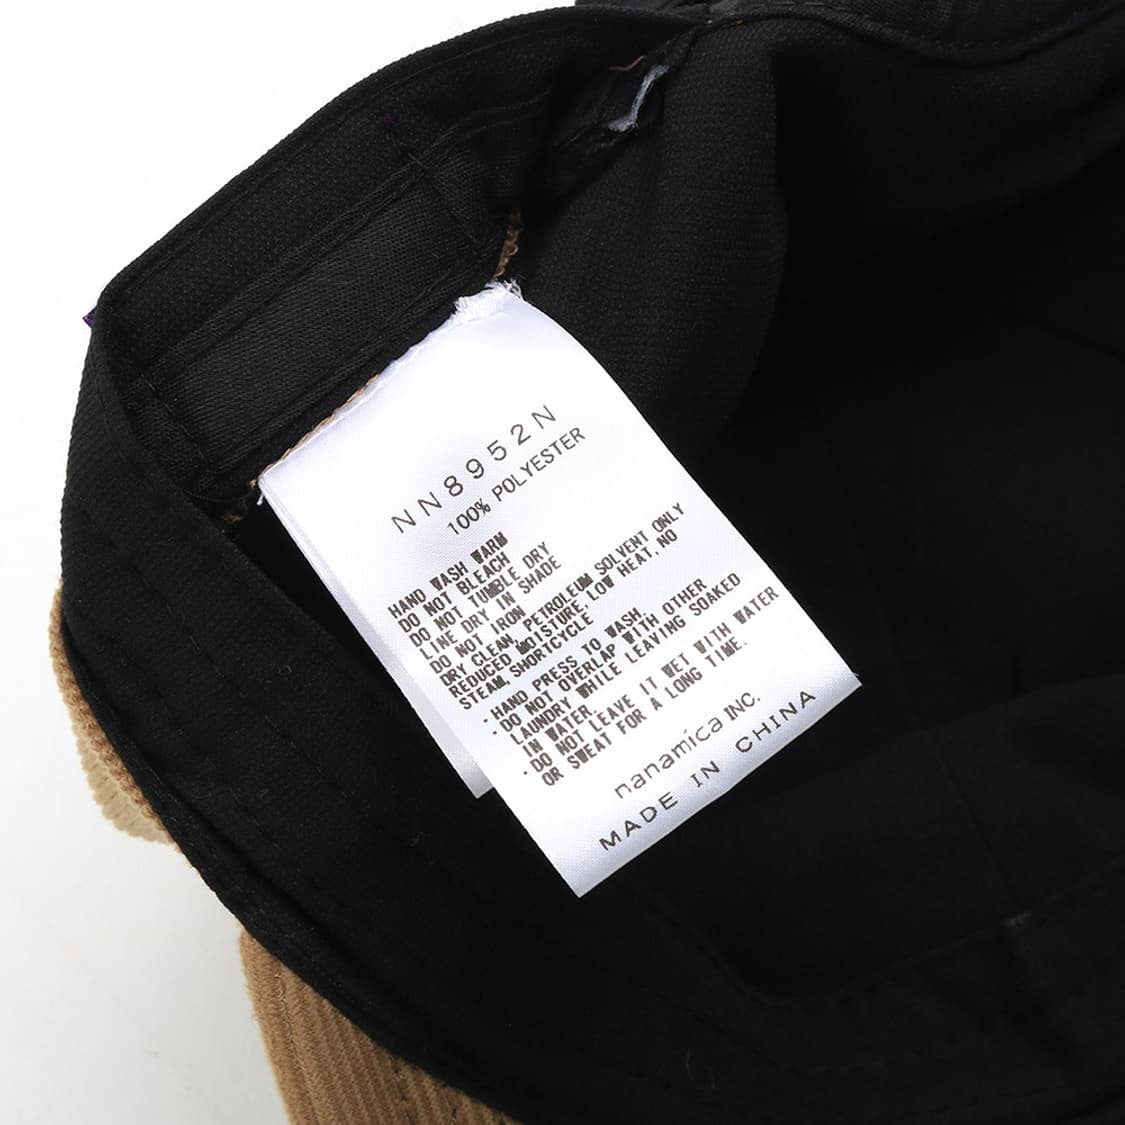 NN8952N
100% POLYESTER
HAND WASH WARM
DO NOT BLEACH
DO NOT TUMBLE DRY
LINE DRY IN SHADE
DO NOT IRON
DRY CLEAN, PETROLEUM SOLVENT ONLY
REDUCED MOISTURE, LOW HEAT, NO
STEAM, SHORTCYCLE
・HAND PRESS TO WASH.
・DO NOT OVERLAP WITH OTHER
LAUNDRY WHILE LEAVING SOAKED
IN WATER.
・DO NOT LEAVE IT WET WITH WATER
OR SWEAT FOR A LONG TIME.
nanamica INC.
MADE IN CHINA